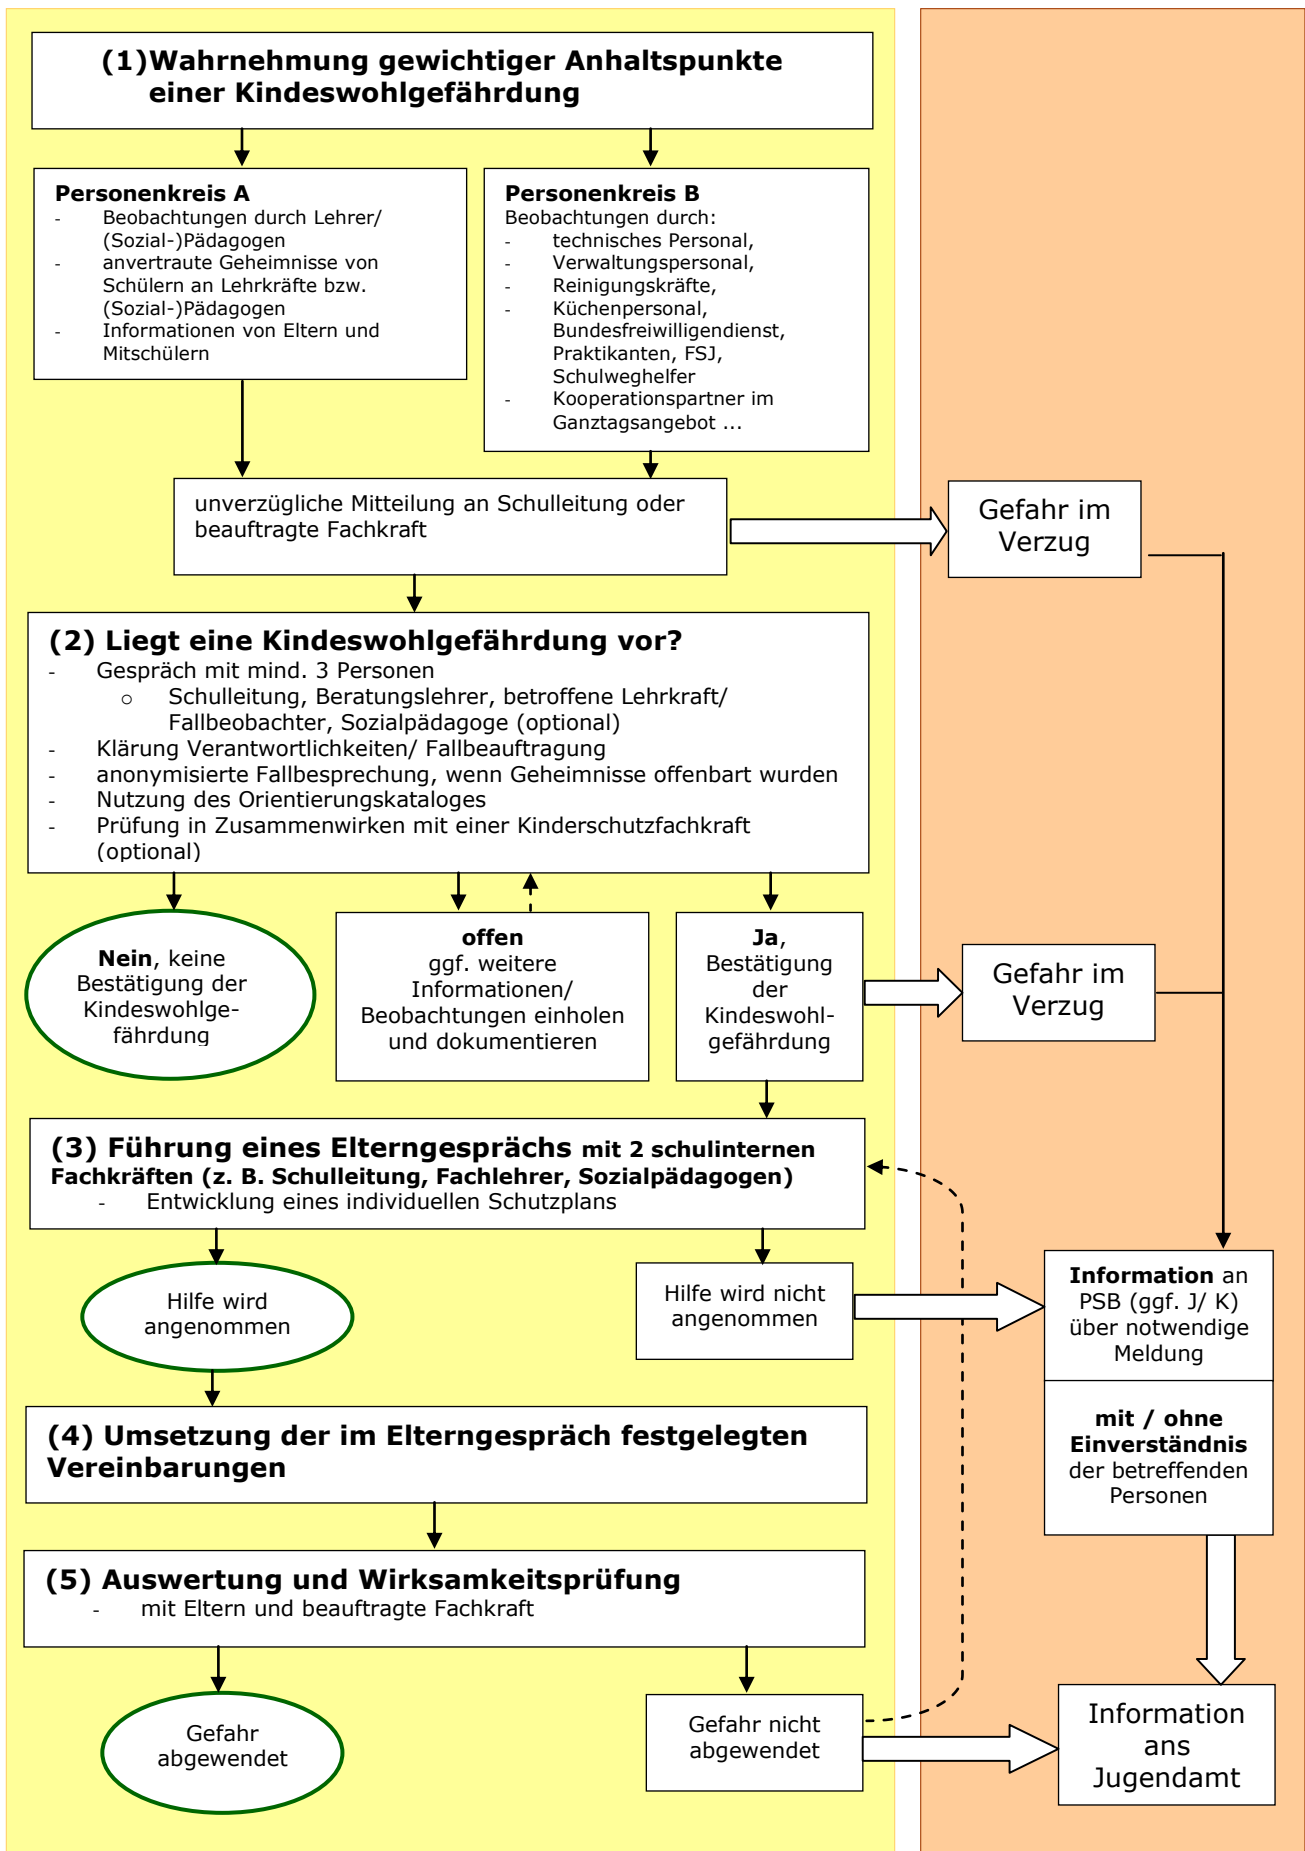 (1)Wahrnehmung gewichtiger Anhaltspunkte
einer Kindeswohlgefährdung
Personenkreis A
- Beobachtungen durch Lehrer/
(Sozial-)Pädagogen
- anvertraute Geheimnisse von
Schülern an Lehrkräfte bzw.
(Sozial-)Pädagogen
- Informationen von Eltern und
Mitschülern
Personenkreis B
Beobachtungen durch:
- technisches Personal,
- Verwaltungspersonal,
- Reinigungskräfte,
- Küchenpersonal,
Bundesfreiwilligendienst,
Praktikanten, FSJ,
Schulweghelfer
- Kooperationspartner im
Ganztagsangebot ...
unverzügliche Mitteilung an Schulleitung oder
beauftragte Fachkraft
Gefahr im
Verzug
(2) Liegt eine Kindeswohlgefährdung vor?
- Gespräch mit mind. 3 Personen
o Schulleitung, Beratungslehrer, betroffene Lehrkraft/
Fallbeobachter, Sozialpädagoge (optional)
- Klärung Verantwortlichkeiten/ Fallbeauftragung
- anonymisierte Fallbesprechung, wenn Geheimnisse offenbart wurden
- Nutzung des Orientierungskataloges
- Prüfung in Zusammenwirken mit einer Kinderschutzfachkraft
(optional)
Nein, keine
Bestätigung der
Kindeswohlge-
fährdung
offen
ggf. weitere
Informationen/
Beobachtungen einholen
und dokumentieren
Ja,
Bestätigung
der
Kindeswohl-
gefährdung
Gefahr im
Verzug
(3) Führung eines Elterngesprächs mit 2 schulinternen
Fachkräften (z. B. Schulleitung, Fachlehrer, Sozialpädagogen)
- Entwicklung eines individuellen Schutzplans
Hilfe wird
angenommen
Hilfe wird nicht
angenommen
Information an
PSB (ggf. J/ K)
über notwendige
Meldung
mit / ohne
Einverständnis
der betreffenden
Personen
(4) Umsetzung der im Elterngespräch festgelegten
Vereinbarungen
(5) Auswertung und Wirksamkeitsprüfung
- mit Eltern und beauftragte Fachkraft
Gefahr
abgewendet
Gefahr nicht
abgewendet
Information
ans
Jugendamt